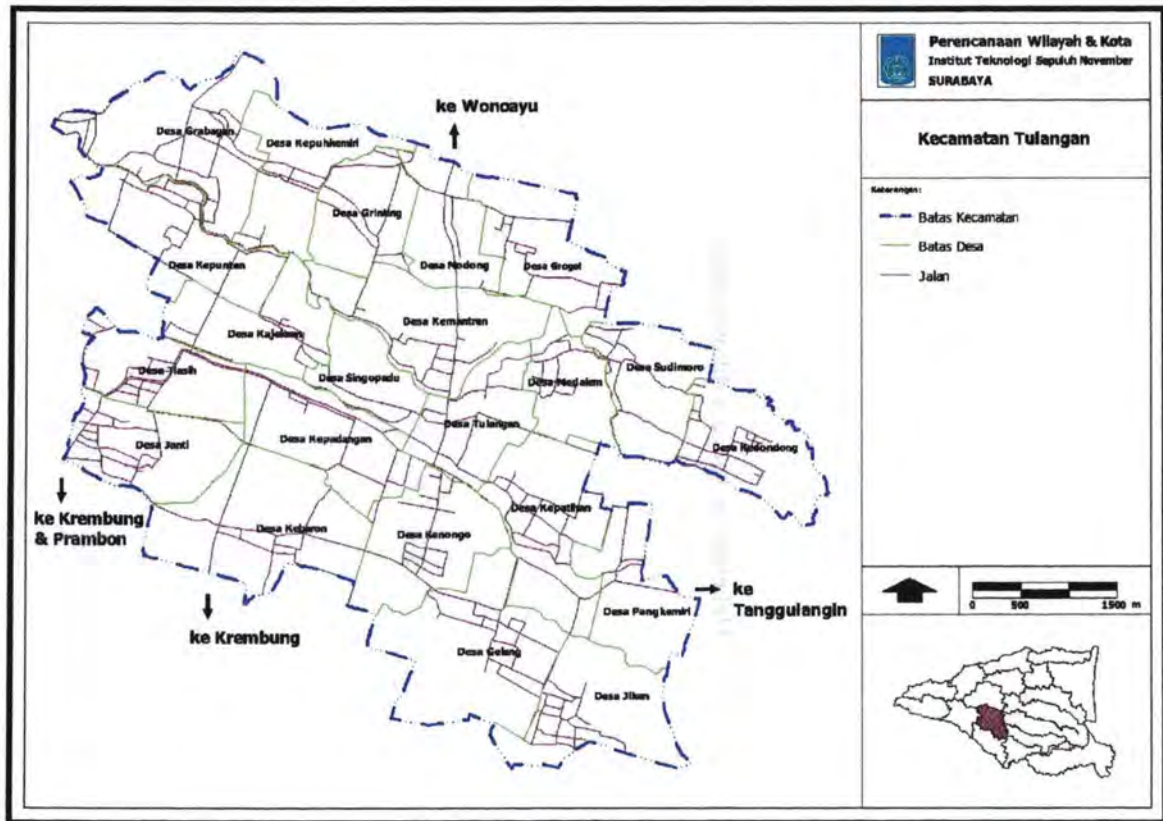 Perencanaan Wilayah & Kota
Institut Teknologi Sepuluh November
SURABAYA
Kecamatan Tulangan
Keterangan:
Batas Kecamatan
Batas Desa
Jalan
0 500 1500 m
ke Wonoayu
Desa Grabagan
Desa Kepuhkemiri
Desa Grinting
Desa Kepunten
Desa Modong
Desa Grogol
Desa Kemantren
Desa Kajeksan
Desa Tlasih
Desa Singopadu
Desa Medalem
Desa Sudimoro
Desa Tulangan
Desa Janti
Desa Kepadangan
Desa Kedondong
Desa Kepatihan
ke Krembung
& Prambon
Desa Kebaron
Desa Kenongo
ke
Tanggulangin
Desa Pangkemiri
ke Krembung
Desa Gelang
Desa Jiken